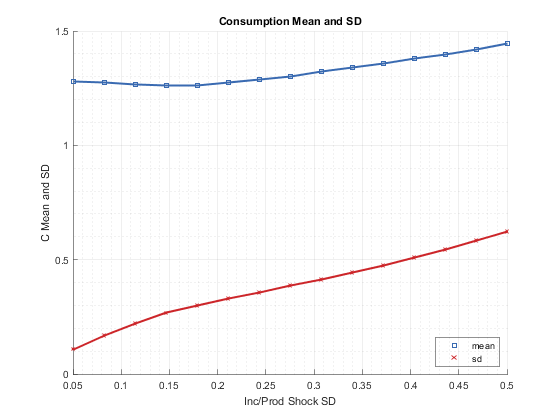 Consumption Mean and SD
1.5
1
0.5
0
C Mean and SD
0.05 0.1 0.15 0.2 0.25 0.3 0.35 0.4 0.45 0.5
Inc/Prod Shock SD
mean
sd